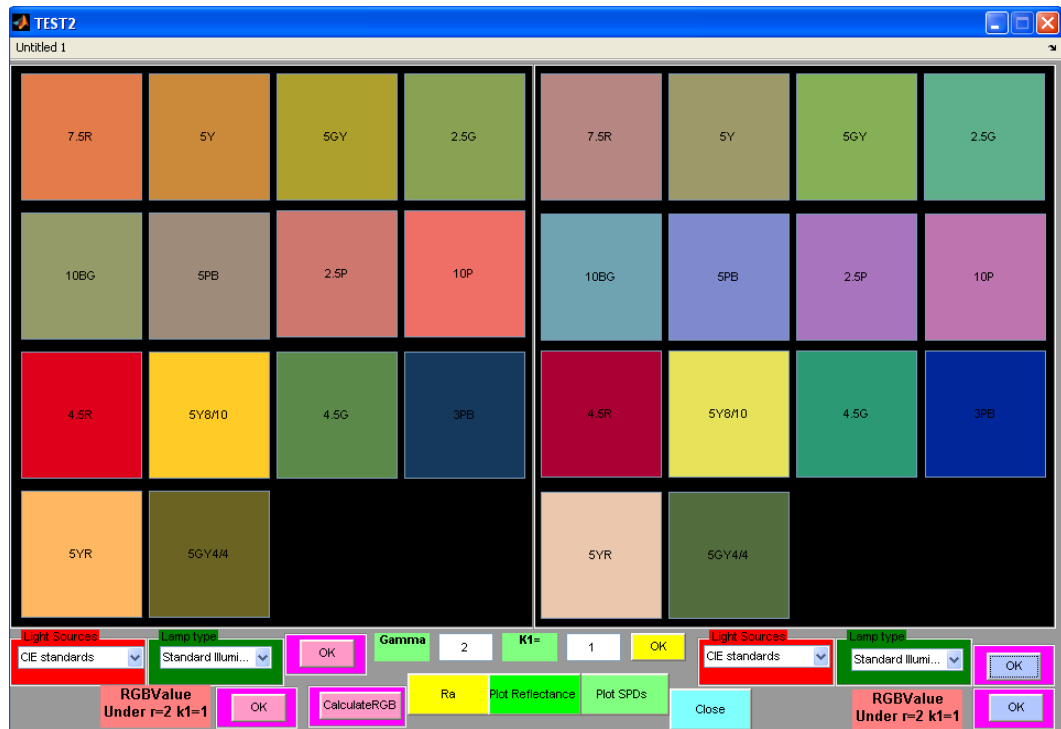 TEST2
Untitled 1
7.5R 5Y 5GY 2.5G
10BG 5PB 2.5P 10P
4.5R 5Y8/10 4.5G 3PB
5YR 5GY4/4
7.5R 5Y 5GY 2.5G
10BG 5PB 2.5P 10P
4.5R 5Y8/10 4.5G 3PB
5YR 5GY4/4
Light Sources Lamp type
CIE standards Standard Illumi... OK
Gamma 2 K1= 1 OK
Light Sources Lamp type
CIE standards Standard Illumi... OK
RGBValue
Under r=2 k1=1 OK
CalculateRGB Ra Plot Reflectance Plot SPDs Close
RGBValue
Under r=2 k1=1 OK